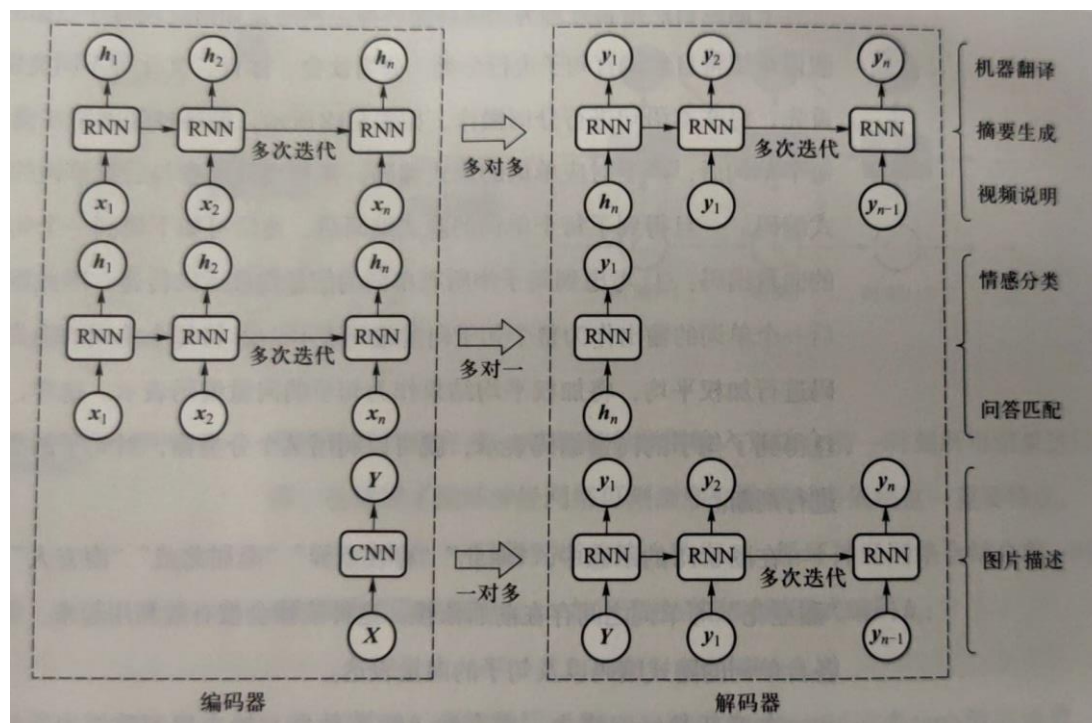 h1 h2 hn y1 y2 yn 机器翻译
RNN RNN RNN RNN RNN RNN 摘要生成
多次迭代 多对多 多次迭代
x1 x2 xn hn y1 yn-1 视频说明
h1 h2 hn y1 情感分类
RNN RNN RNN RNN
多次迭代 多对一
x1 x2 xn hn 问答匹配
Y y1 y2 yn
CNN RNN RNN RNN 图片描述
一对多 多次迭代
X Y y1 yn-1
编码器 解码器